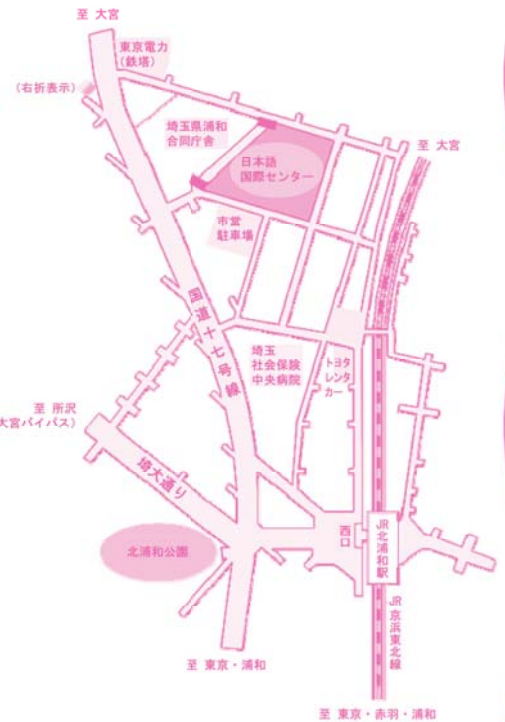 至 大宮
東京電力
(鉄塔)
(右折表示)
埼玉県浦和
合同庁舎
至 大宮
日本語
国際センター
市営
駐車場
国道十七号線
埼玉
社会保険
中央病院
トヨタ
レンタ
カー
至 所沢
大宮バイパス)
埼大通り
西口
JR北浦和駅
北浦和公園
JR京浜東北線
至 東京・浦和
至 東京・赤羽・浦和